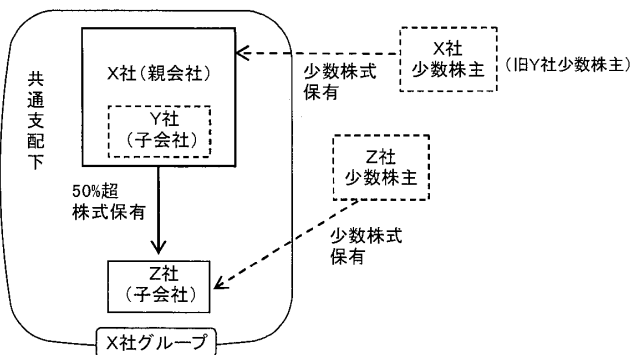 共通支配下
X社(親会社)
Y社
(子会社)
50%超
株式保有
Z社
(子会社)
X社グループ
少数株式
保有
X社
少数株主
(旧Y社少数株主)
Z社
少数株主
少数株式
保有